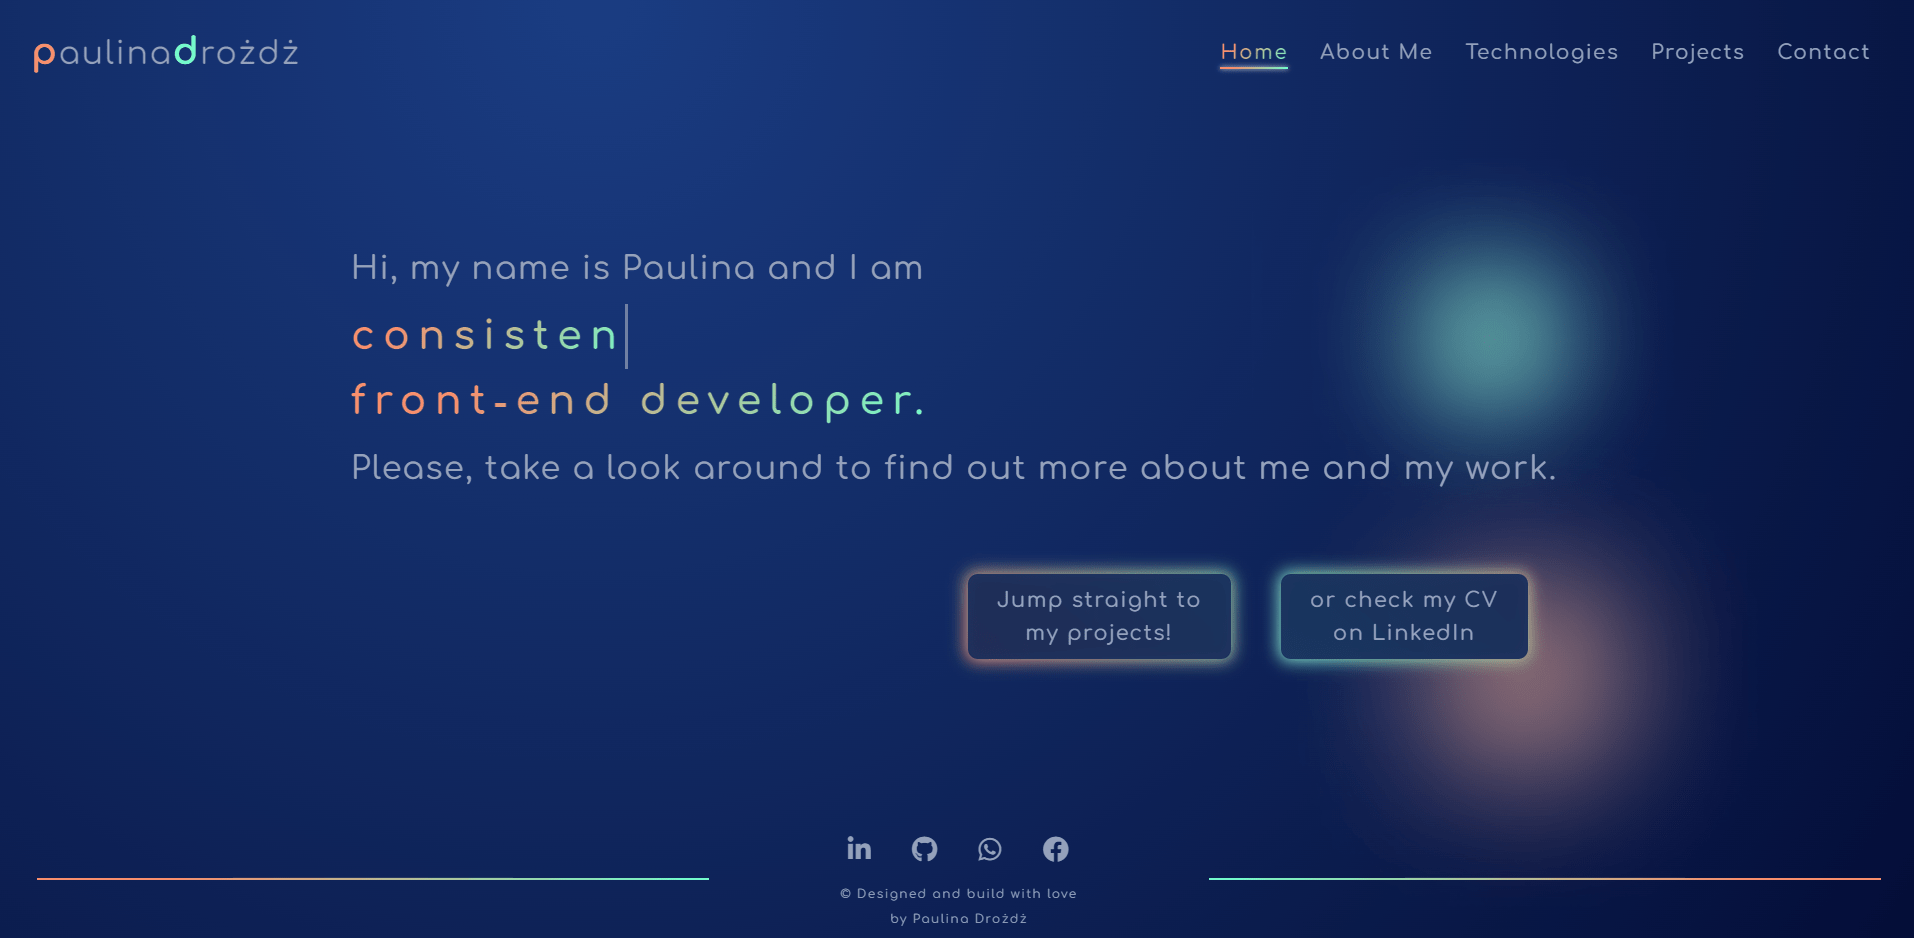 paulinadrożdż
Home About Me Technologies Projects Contact
Hi, my name is Paulina and I am
consisten
front-end developer.
Please, take a look around to find out more about me and my work.
Jump straight to
my projects!
or check my CV
on LinkedIn
© Designed and build with love
by Paulina Drożdż